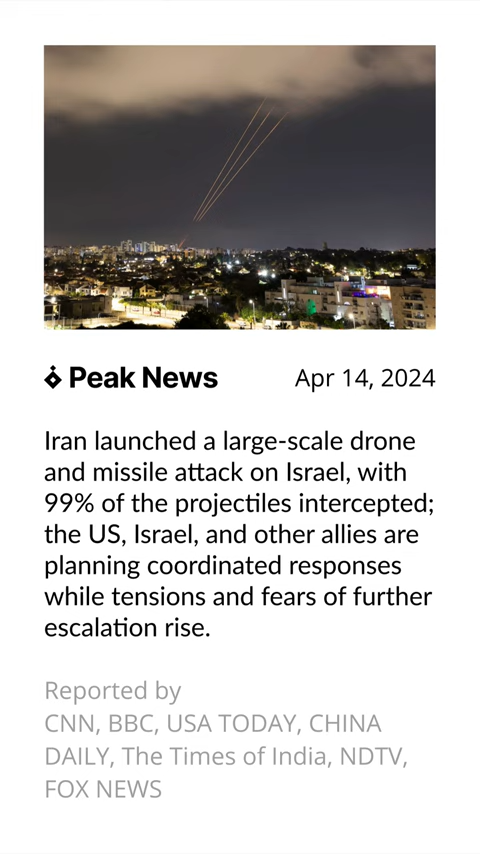 Peak News
Apr 14, 2024
Iran launched a large-scale drone
and missile attack on Israel, with
99% of the projectiles intercepted;
the US, Israel, and other allies are
planning coordinated responses
while tensions and fears of further
escalation rise.
Reported by
CNN, BBC, USA TODAY, CHINA
DAILY, The Times of India, NDTV,
FOX NEWS